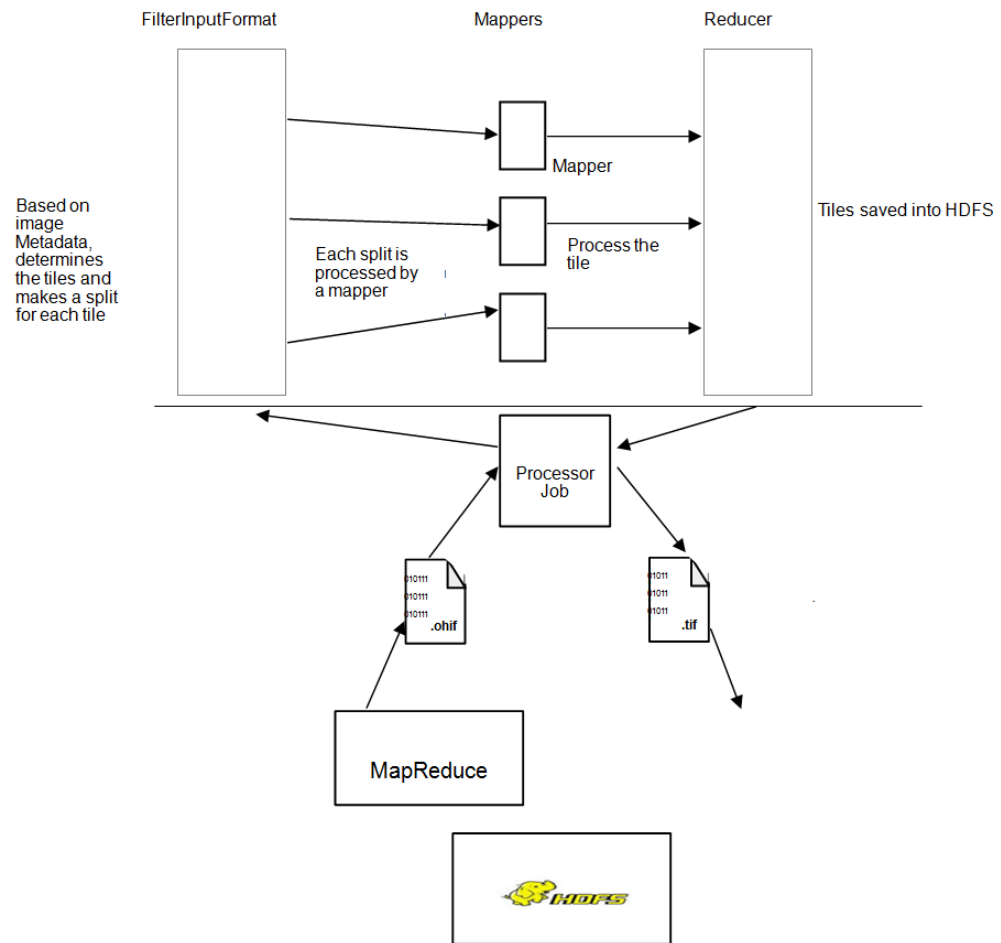 FilterInputFormat
Mappers
Reducer
Mapper
Based on
image
Metadata,
determines
the tiles and
makes a split
for each tile
Each split is
processed by
a mapper
Process the
tile
Tiles saved into HDFS
Processor
Job
010111
010111
010111
.ohif
01011
01011
01011
.tif
MapReduce
HDFS